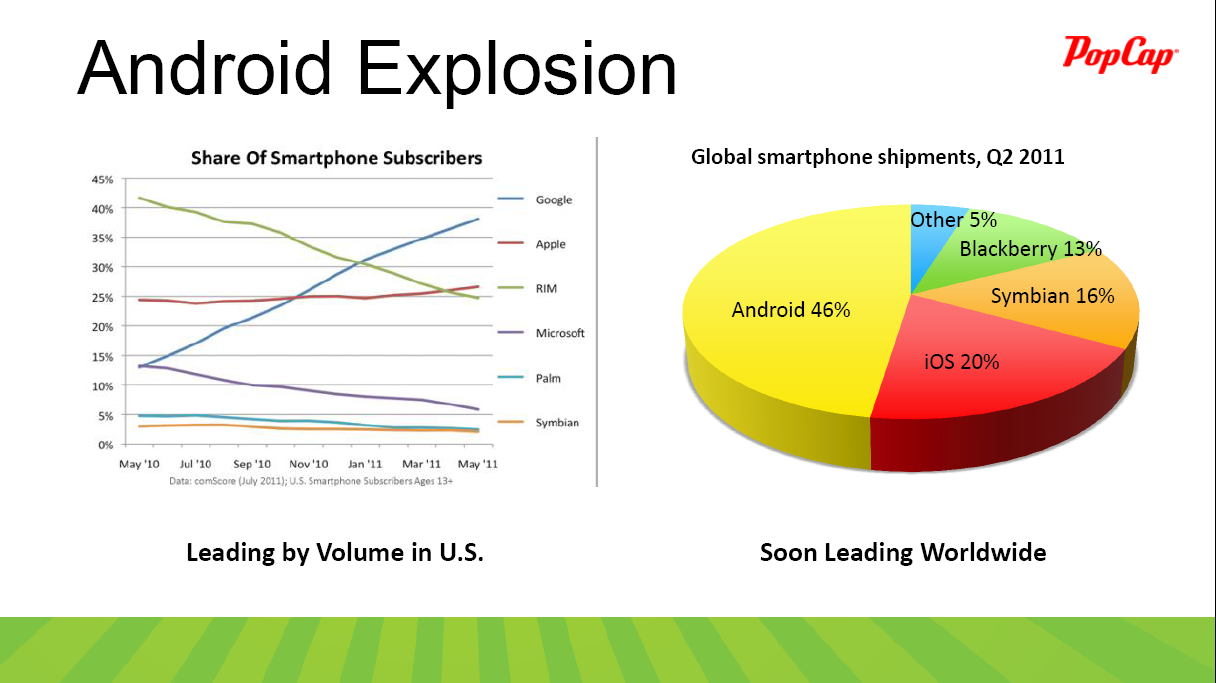 Android Explosion
PopCap
Share Of Smartphone Subscribers
45%
40%
35%
30%
25%
20%
15%
10%
5%
0%
May '10 Jul '10 Sep '10 Nov '10 Jan '11 Mar '11 May '11
Google
Apple
RIM
Microsoft
Palm
Symbian
Data: comScore (July 2011); U.S. Smartphone Subscribers Ages 13+
Leading by Volume in U.S.
Global smartphone shipments, Q2 2011
Other 5%
Blackberry 13%
Symbian 16%
Android 46%
iOS 20%
Soon Leading Worldwide